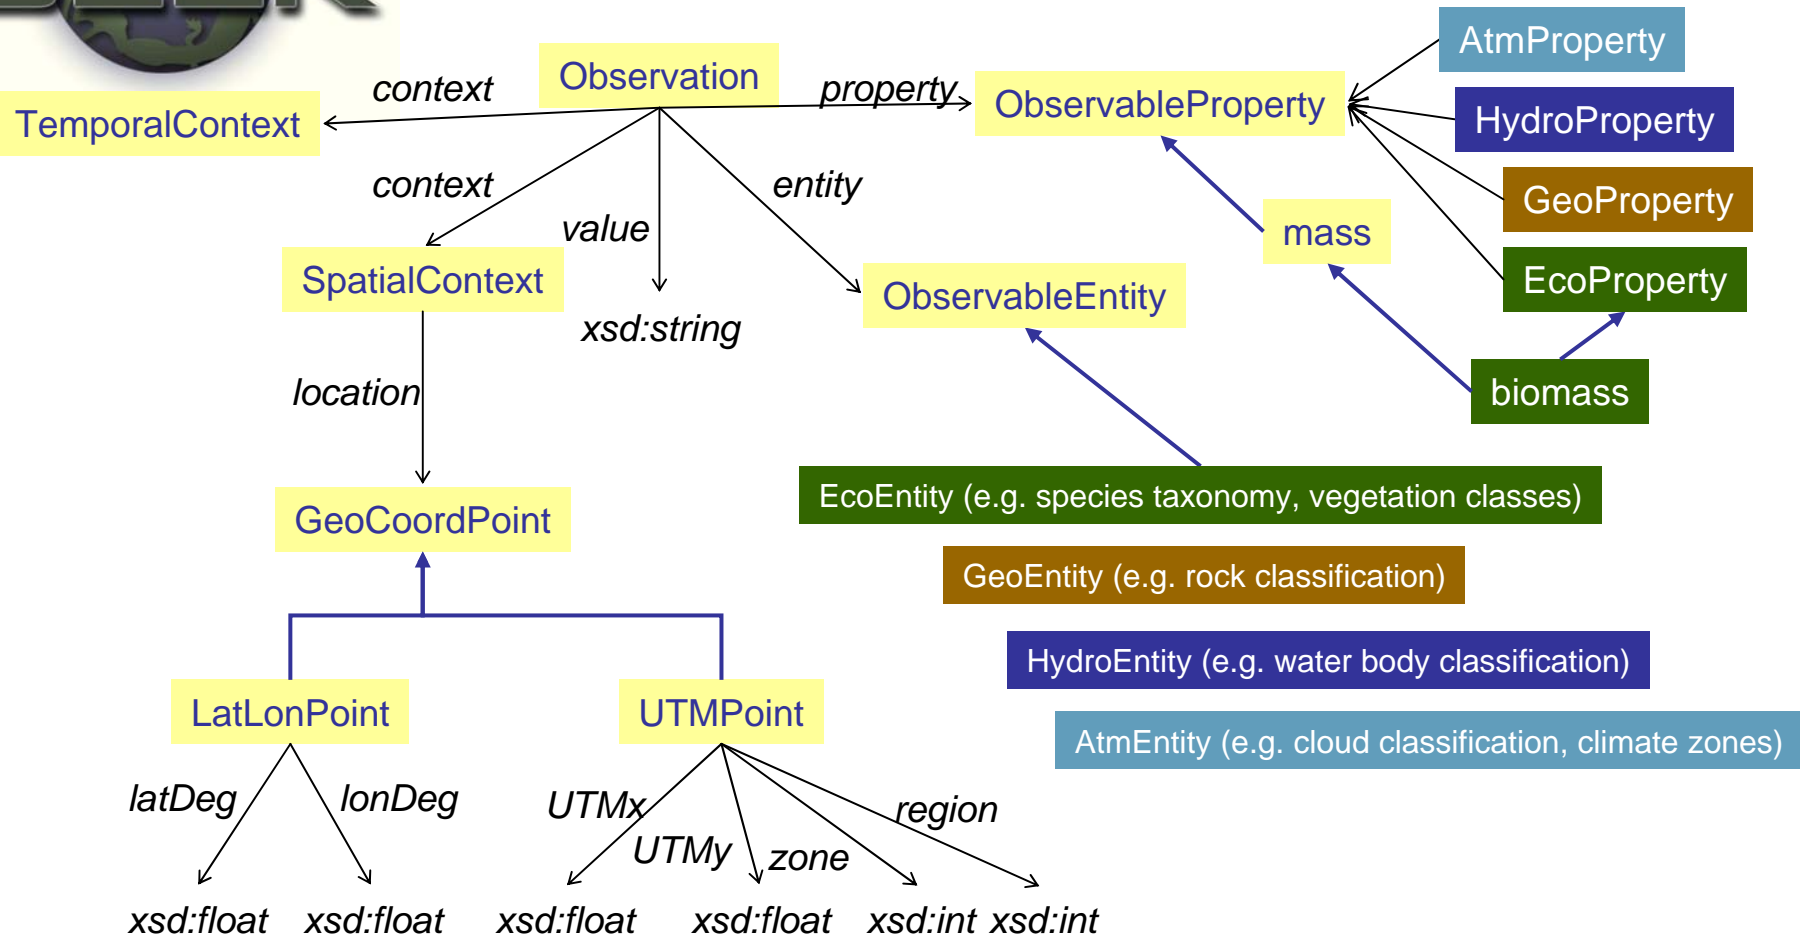 SEEK
Observation
AtmProperty
context
property
ObservableProperty
TemporalContext
HydroProperty
context
entity
GeoProperty
value
mass
SpatialContext
ObservableEntity
EcoProperty
xsd:string
location
biomass
EcoEntity (e.g. species taxonomy, vegetation classes)
GeoCoordPoint
GeoEntity (e.g. rock classification)
HydroEntity (e.g. water body classification)
LatLonPoint
UTMPoint
AtmEntity (e.g. cloud classification, climate zones)
latDeg
lonDeg
UTMx
region
UTMy
zone
xsd:float
xsd:float
xsd:float
xsd:float
xsd:int
xsd:int